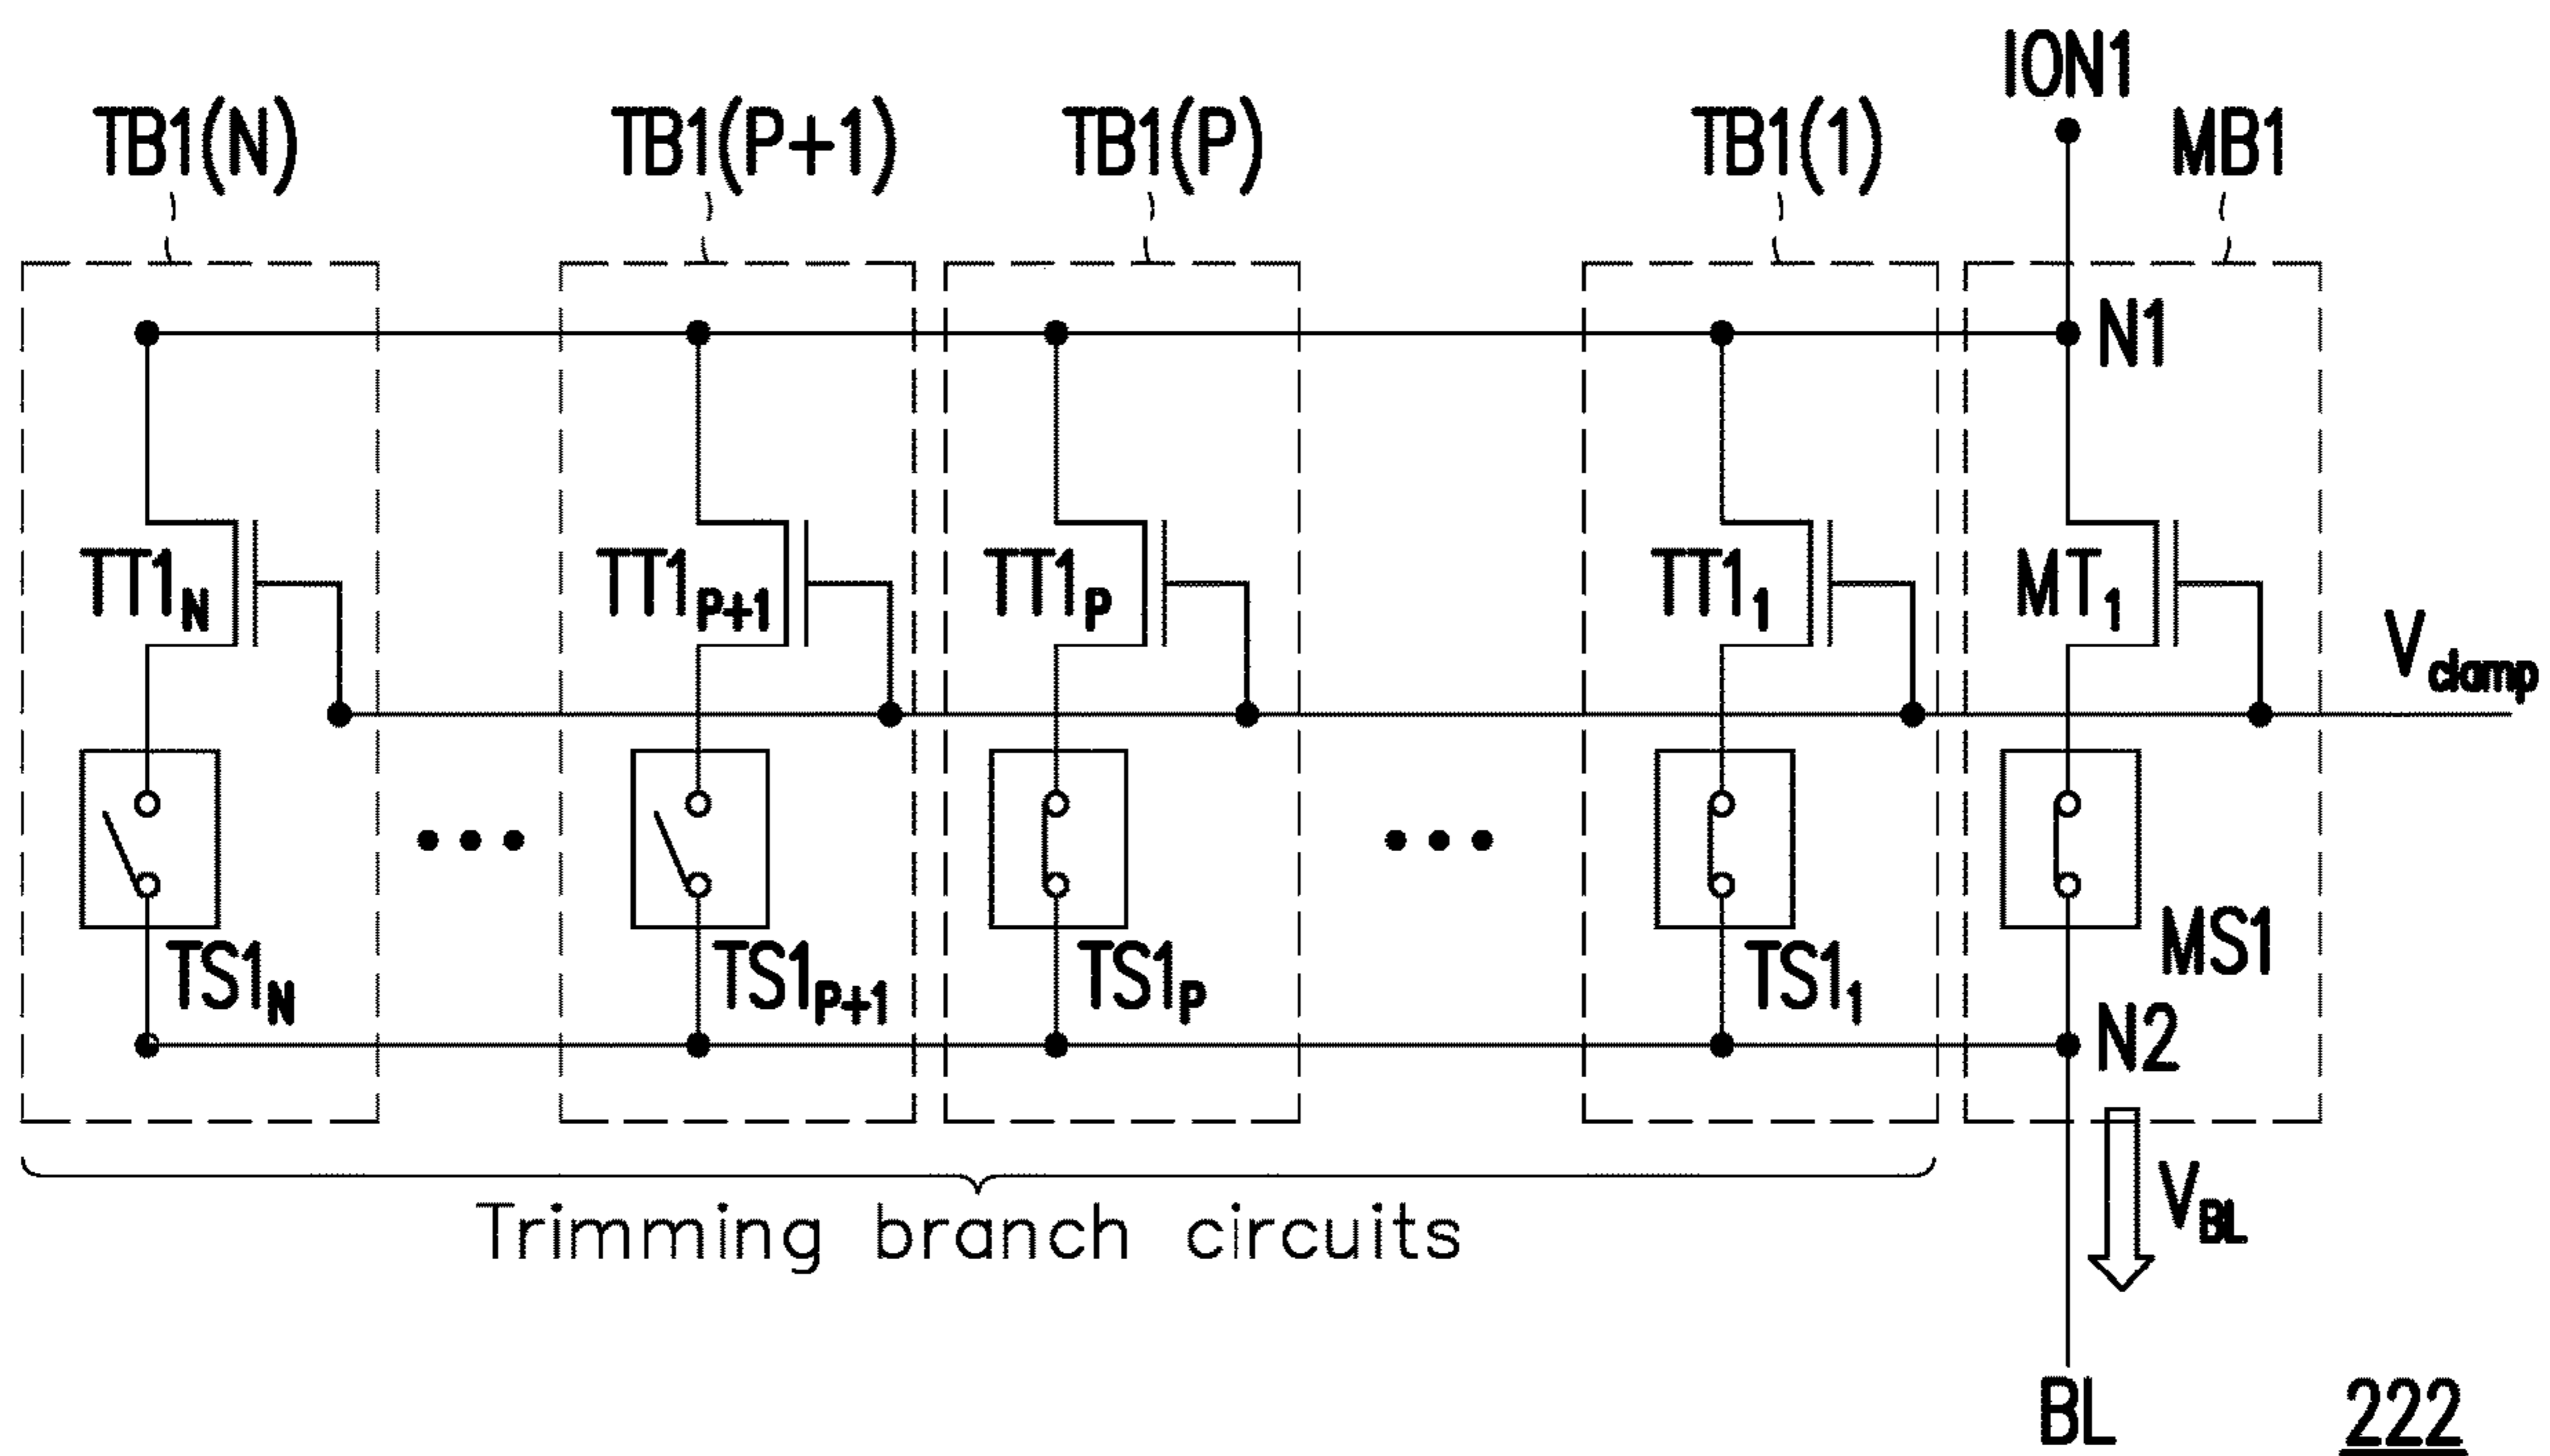 ION1
TB1(N) TB1(P+1) TB1(P) TB1(1) MB1
N1
TT1N TT1P+1 TT1P TT11 MT1
Vclamp
TS1N TS1P+1 TS1P TS11 MS1
N2
Trimming branch circuits
VBL
BL
222